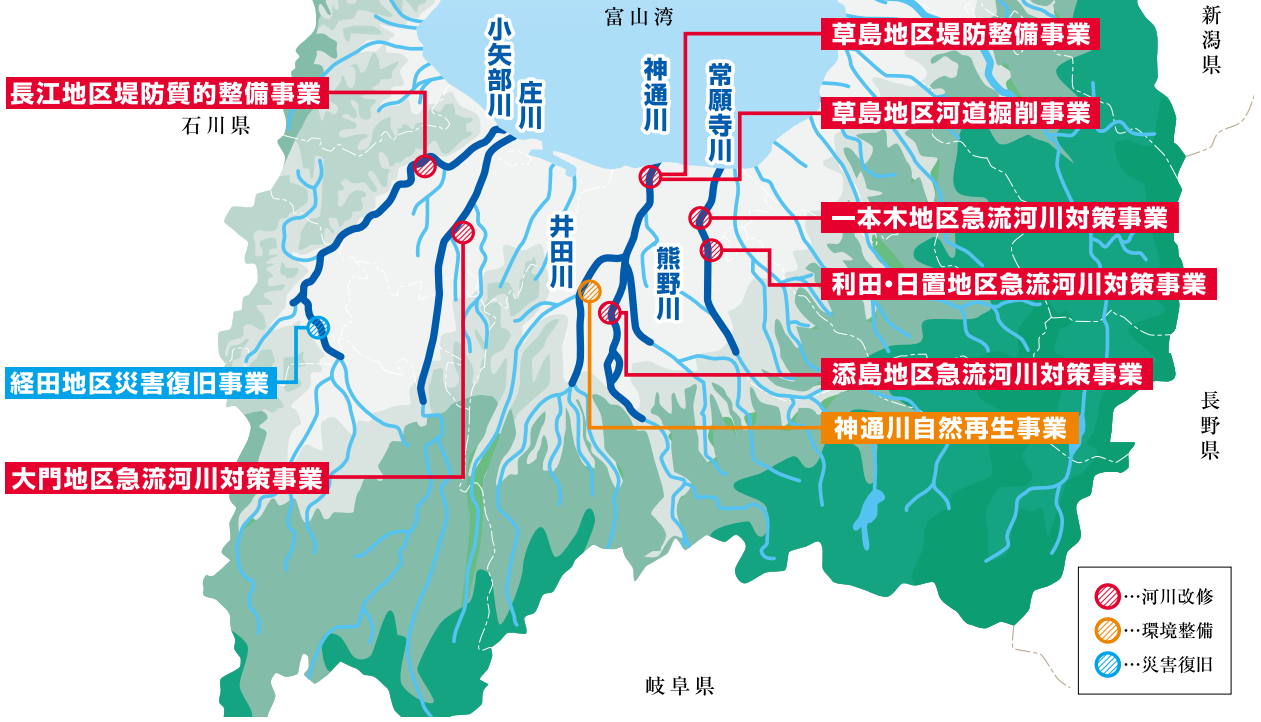 富山湾
新潟県
草島地区堤防整備事業
小矢部川
庄川
神通川
常願寺川
長江地区堤防質的整備事業
石川県
草島地区河道掘削事業
一本木地区急流河川対策事業
井田川
熊野川
利田・日置地区急流河川対策事業
経田地区災害復旧事業
添島地区急流河川対策事業
長野県
神通川自然再生事業
大門地区急流河川対策事業
…河川改修
…環境整備
…災害復旧
岐阜県